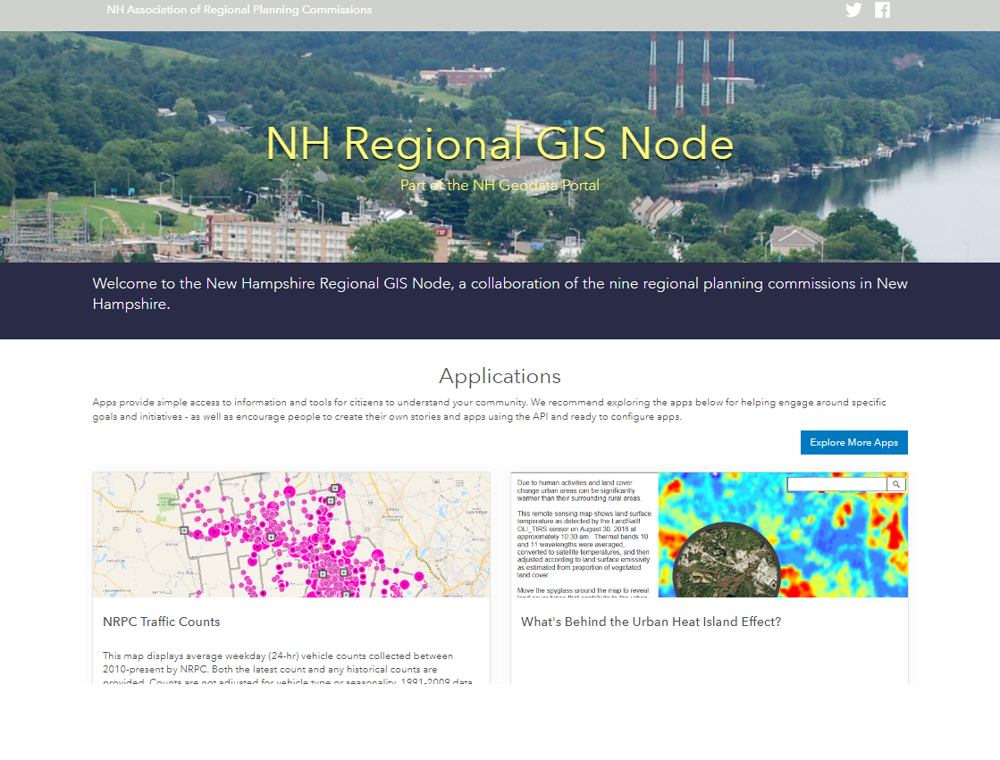 NH Association of Regional Planning Commissions
NH Regional GIS Node
Part of the NH Geodata Portal
Welcome to the New Hampshire Regional GIS Node, a collaboration of the nine regional planning commissions in New
Hampshire.
Applications
Apps provide simple access to information and tools for citizens to understand your community. We recommend exploring the apps below for helping engage around specific
goals and initiatives - as well as encourage people to create their own stories and apps using the API and ready to configure apps.
Explore More Apps
NRPC Traffic Counts
This map displays average weekday (24-hr) vehicle counts collected between
2010-present by NRPC. Both the latest count and any historical counts are
provided. Counts are not adjusted for vehicle type or seasonality. 1991-2009 data
Due to human activities and land cover
change urban areas can be significantly
warmer than their surrounding rural areas.
This remote sensing map shows land surface
temperature as detected by the LandSat8
OLI_TIRS sensor on August 30, 2016 at
approximately 10:30 am. Thermal bands 10
and 11 wavelengths were averaged,
converted to satellite temperatures, and then
adjusted according to land surface emissivity
as estimated from proportion of vegetated
land cover.
Move the spyglass around the map to reveal
land cover types that contribute to the urban
What's Behind the Urban Heat Island Effect?